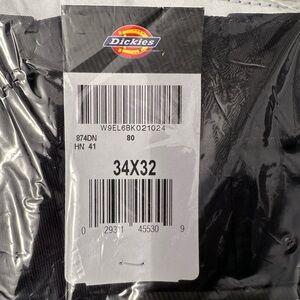 Dickies
W9EL6BK021024
874DN 80
HN 41
34X32
0 29311 45530 9